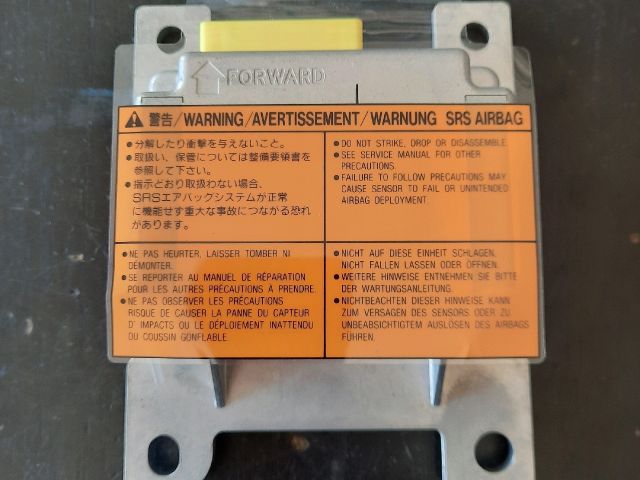 FORWARD
警告/WARNING/AVERTISSEMENT/WARNUNG SRS AIRBAG
●分解したり衝撃を与えないこと。
●取扱い、保管については整備要領書を
参照して下さい。
●指示どおり取扱わない場合、
SRSエアバックシステムが正常
に機能せず重大な事故につながる恐れ
があります。
●DO NOT STRIKE, DROP OR DISASSEMBLE.
●SEE SERVICE MANUAL FOR OTHER
PRECAUTIONS.
●FAILURE TO FOLLOW PRECAUTIONS MAY
CAUSE SENSOR TO FAIL OR UNINTENDED
AIRBAG DEPLOYMENT.
●NE PAS HEURTER, LAISSER TOMBER NI
DÉMONTER.
●SE REPORTER AU MANUEL DE RÉPARATION
POUR LES AUTRES PRÉCAUTIONS À PRENDRE.
●NE PAS OBSERVER LES PRÉCAUTIONS
RISQUE DE CAUSER LA PANNE DU CAPTEUR
D' IMPACTS OU LE DÉPLOIEMENT INATTENDU
DU COUSSIN GONFLABLE.
●NICHT AUF DIESE EINHEIT SCHLAGEN,
NICHT FALLEN LASSEN ODER ÖFFNEN.
●WEITERE HINWEISE ENTNEHMEN SIE BITTE
DER WARTUNGSANLEITUNG.
●NICHTBEACHTEN DIESER HINWEISE KANN
ZUM VERSAGEN DES SENSORS ODER ZU
UNBEABSICHTIGTEM AUSLÖSEN DES AIRBAGS
FÜHREN.